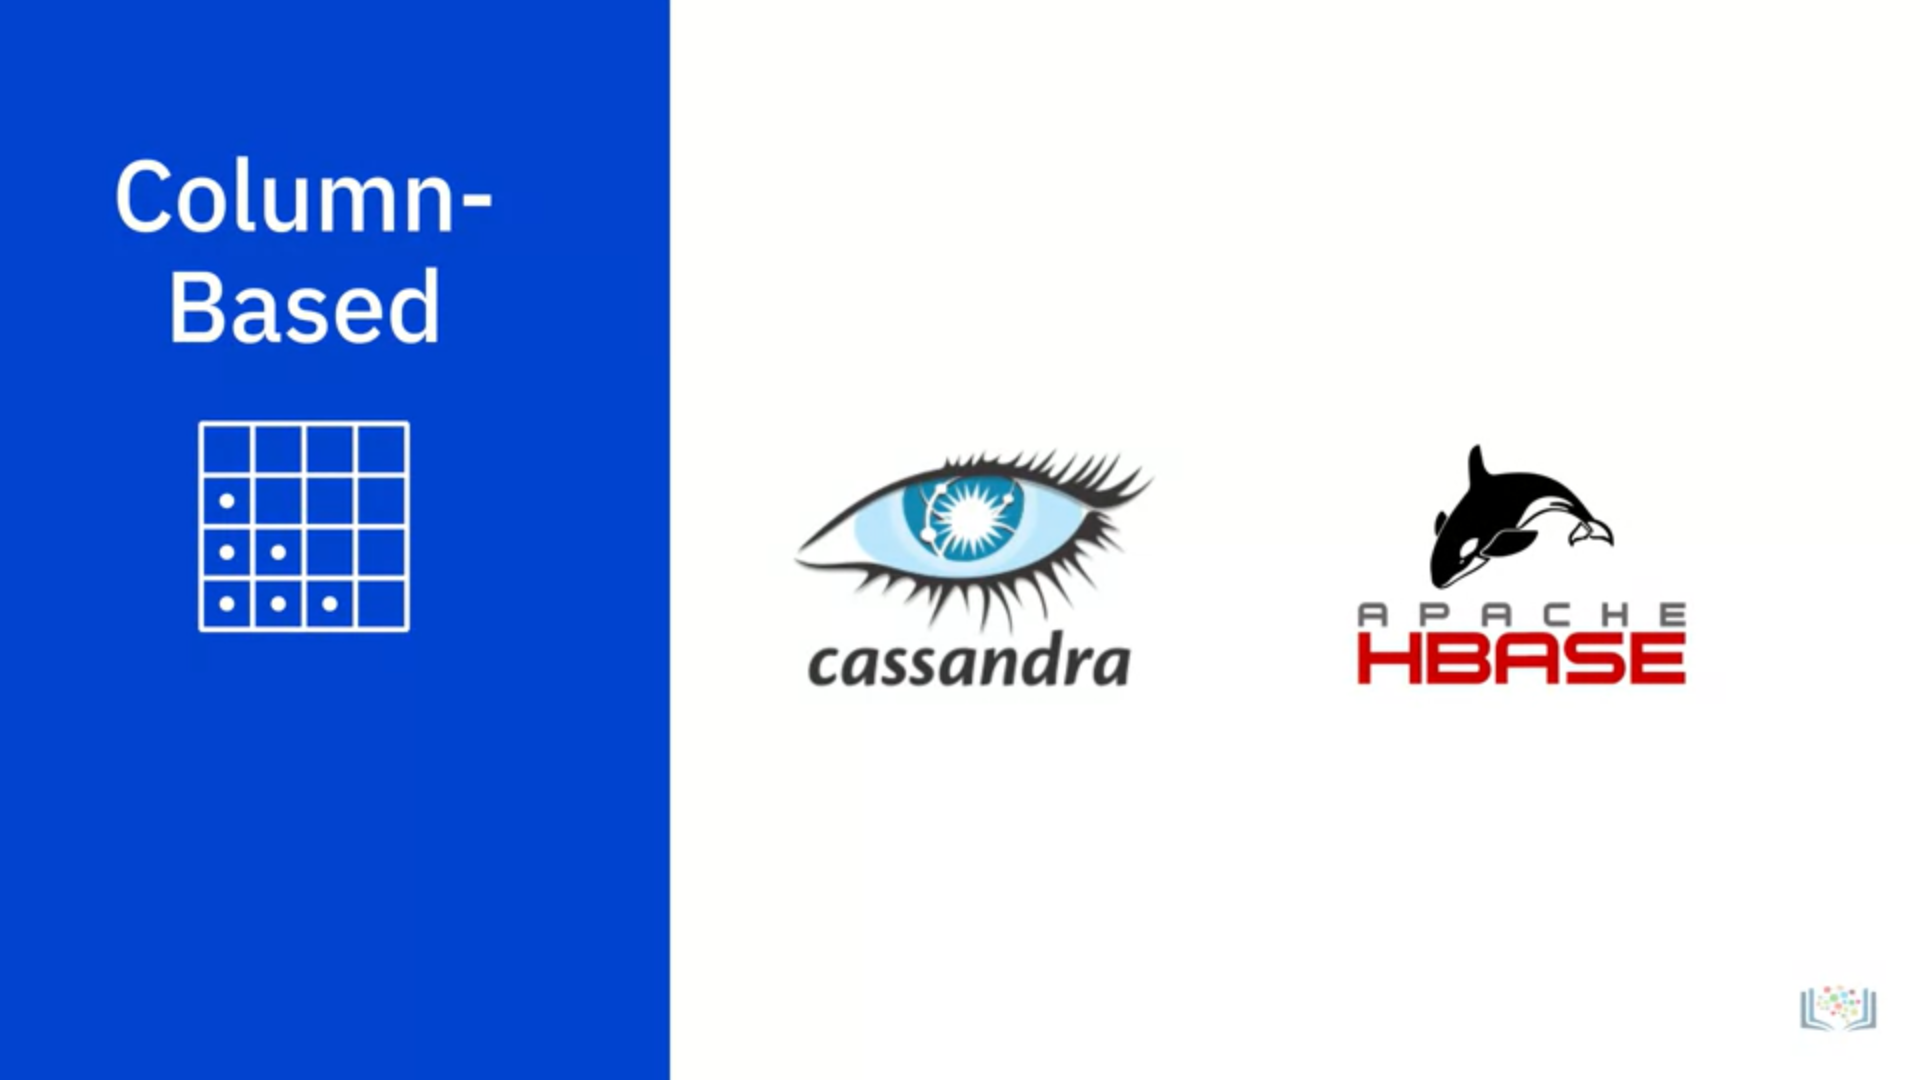 Column-
Based
cassandra
APACHE
HBASE